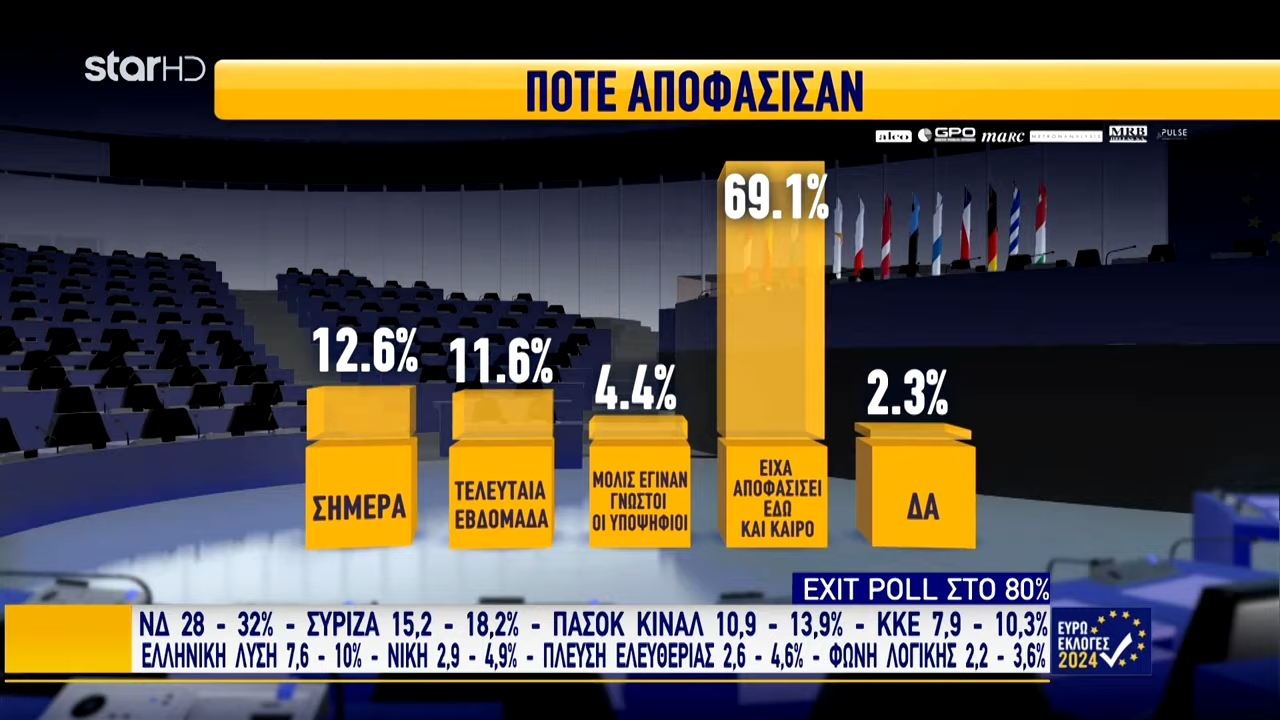 star HD
ΠΟΤΕ ΑΠΟΦΑΣΙΣΑΝ
alco GPO marc METRON ANALYSIS MRB PULSE
69.1%
12.6%
11.6%
4.4%
2.3%
ΣΗΜΕΡΑ
ΤΕΛΕΥΤΑΙΑ
ΕΒΔΟΜΑΔΑ
ΜΟΛΙΣ ΕΓΙΝΑΝ
ΓΝΩΣΤΟΙ
ΟΙ ΥΠΟΨΗΦΙΟΙ
ΕΙΧΑ
ΑΠΟΦΑΣΙΣΕΙ
ΕΔΩ
ΚΑΙ ΚΑΙΡΟ
ΔΑ
EXIT POLL ΣΤΟ 80%
ΝΔ 28 - 32% - ΣΥΡΙΖΑ 15,2 - 18,2% - ΠΑΣΟΚ ΚΙΝΑΛ 10,9 - 13,9% - ΚΚΕ 7,9 - 10,3%
ΕΛΛΗΝΙΚΗ ΛΥΣΗ 7,6 - 10% - ΝΙΚΗ 2,9 - 4,9% - ΠΛΕΥΣΗ ΕΛΕΥΘΕΡΙΑΣ 2,6 - 4,6% - ΦΩΝΗ ΛΟΓΙΚΗΣ 2,2 - 3,6%
ΕΥΡΩ
ΕΚΛΟΓΕΣ
2024